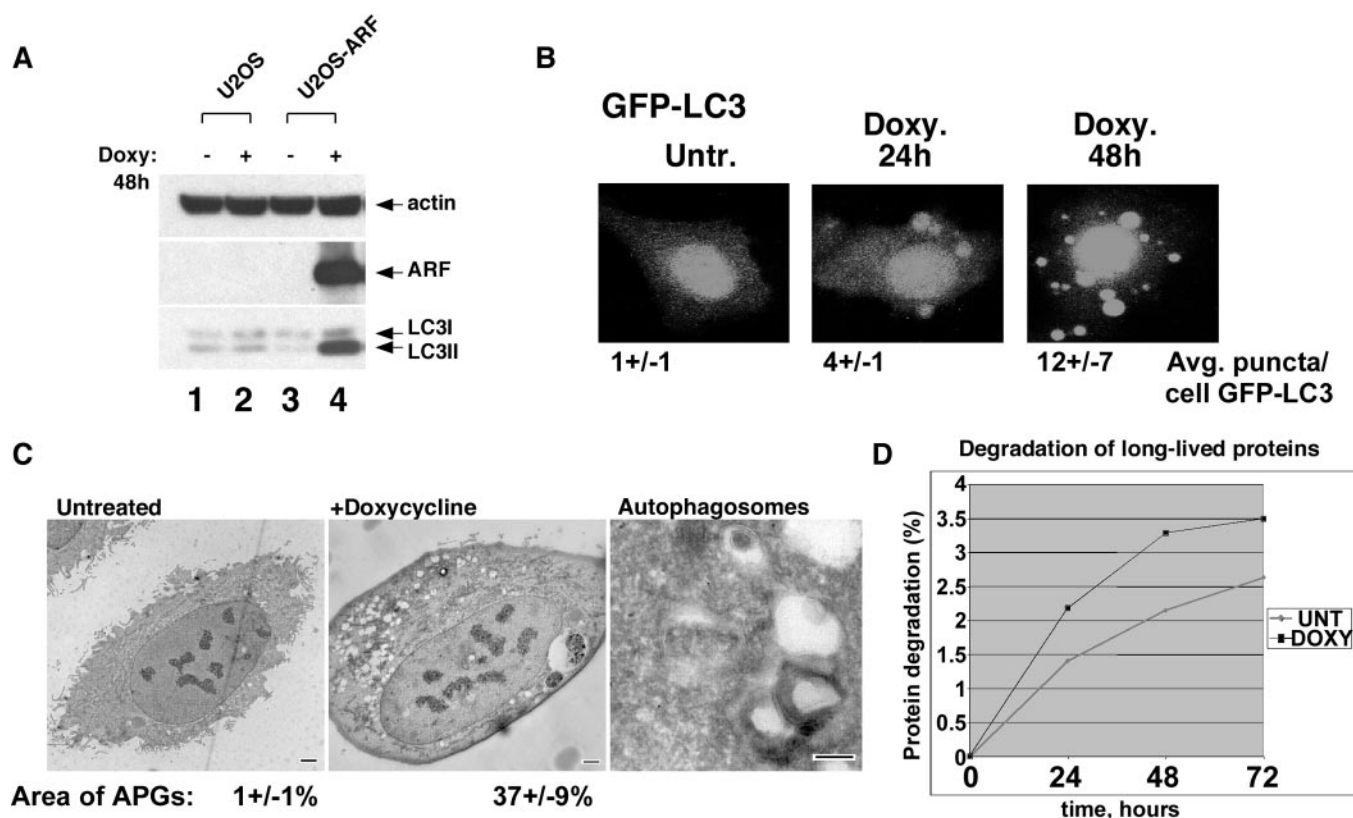 A
U2OS
U2OS-ARF
Doxy: - + - +
48h
actin
ARF
LC3I
LC3II
1 2 3 4
B
GFP-LC3
Untr.
Doxy.
24h
Doxy.
48h
1+/-1
4+/-1
12+/-7
Avg. puncta/
cell GFP-LC3
C
Untreated
+Doxycycline
Autophagosomes
Area of APGs: 1+/-1% 37+/-9%
D
Degradation of long-lived proteins
Protein degradation (%)
4
3.5
3
2.5
2
1.5
1
0.5
0
0 24 48 72
time, hours
UNT
DOXY